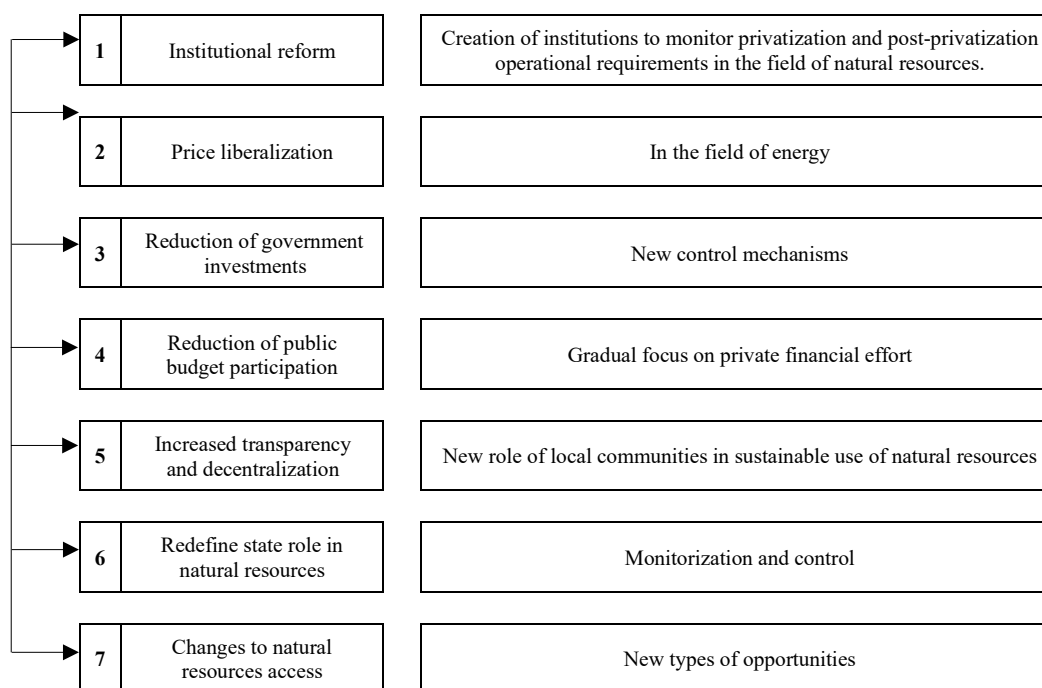 1
Institutional reform
Creation of institutions to monitor privatization and post-privatization
operational requirements in the field of natural resources.
2
Price liberalization
In the field of energy
3
Reduction of government
investments
New control mechanisms
4
Reduction of public
budget participation
Gradual focus on private financial effort
5
Increased transparency
and decentralization
New role of local communities in sustainable use of natural resources
6
Redefine state role in
natural resources
Monitorization and control
7
Changes to natural
resources access
New types of opportunities